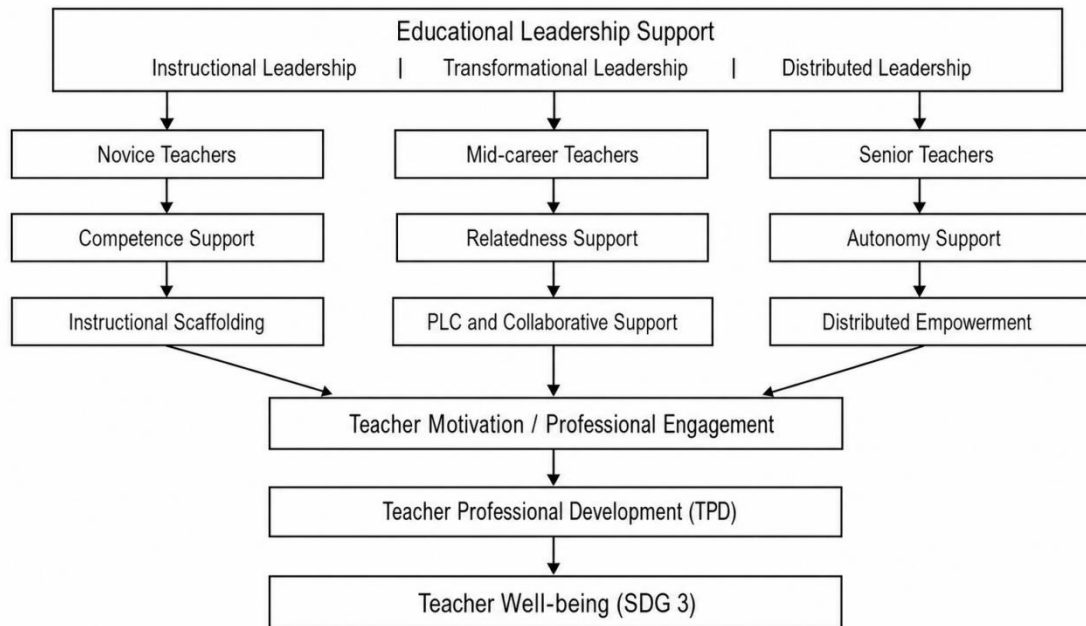 Educational Leadership Support
Instructional Leadership | Transformational Leadership | Distributed Leadership
Novice Teachers
Mid-career Teachers
Senior Teachers
Competence Support
Relatedness Support
Autonomy Support
Instructional Scaffolding
PLC and Collaborative Support
Distributed Empowerment
Teacher Motivation / Professional Engagement
Teacher Professional Development (TPD)
Teacher Well-being (SDG 3)